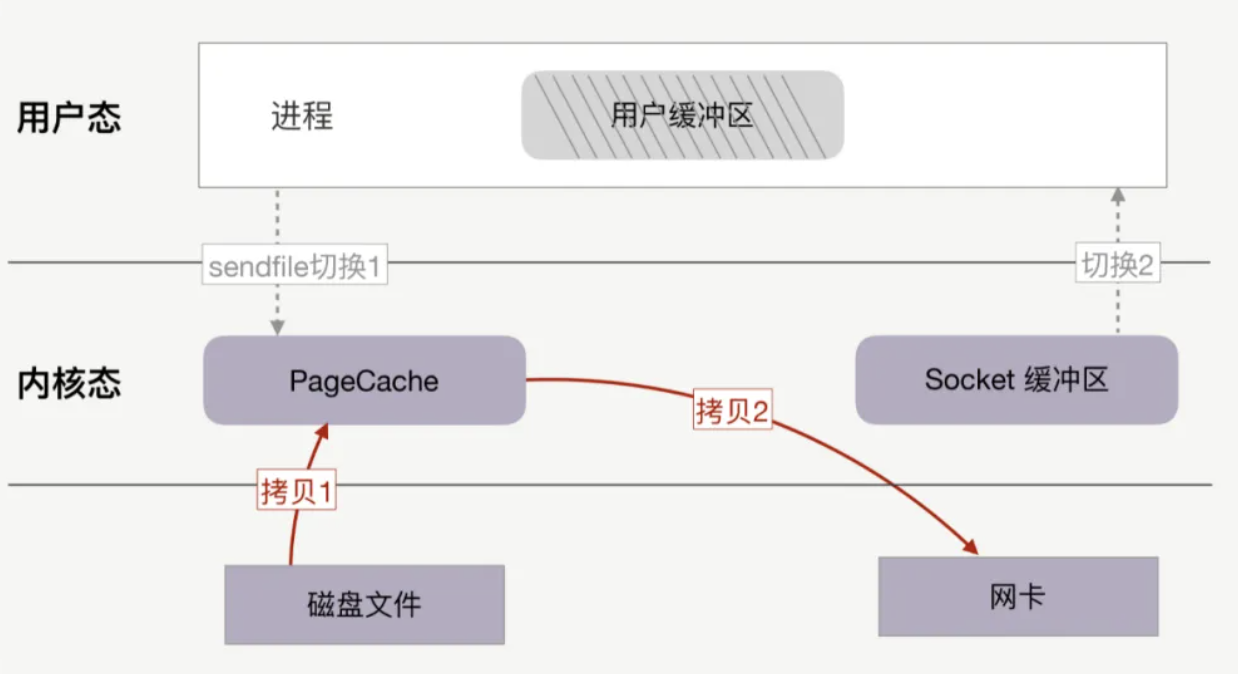 用户态
进程
用户缓冲区
sendfile切换1
切换2
内核态
PageCache
Socket 缓冲区
拷贝2
拷贝1
磁盘文件
网卡